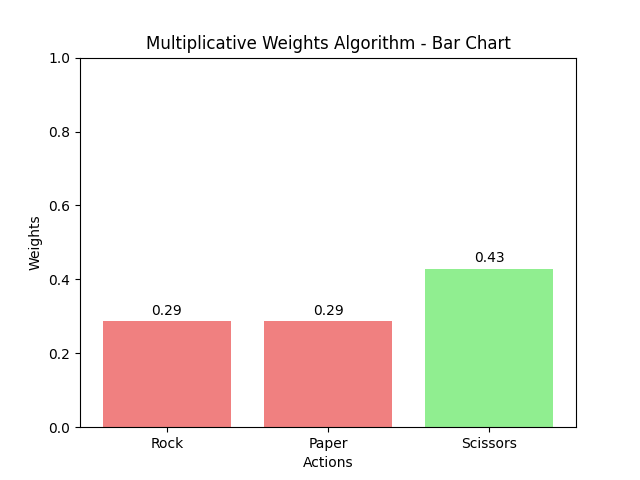 Multiplicative Weights Algorithm - Bar Chart
1.0
0.8
0.6
0.4
0.2
0.0
Weights
0.29
0.29
0.43
Rock Paper Scissors
Actions